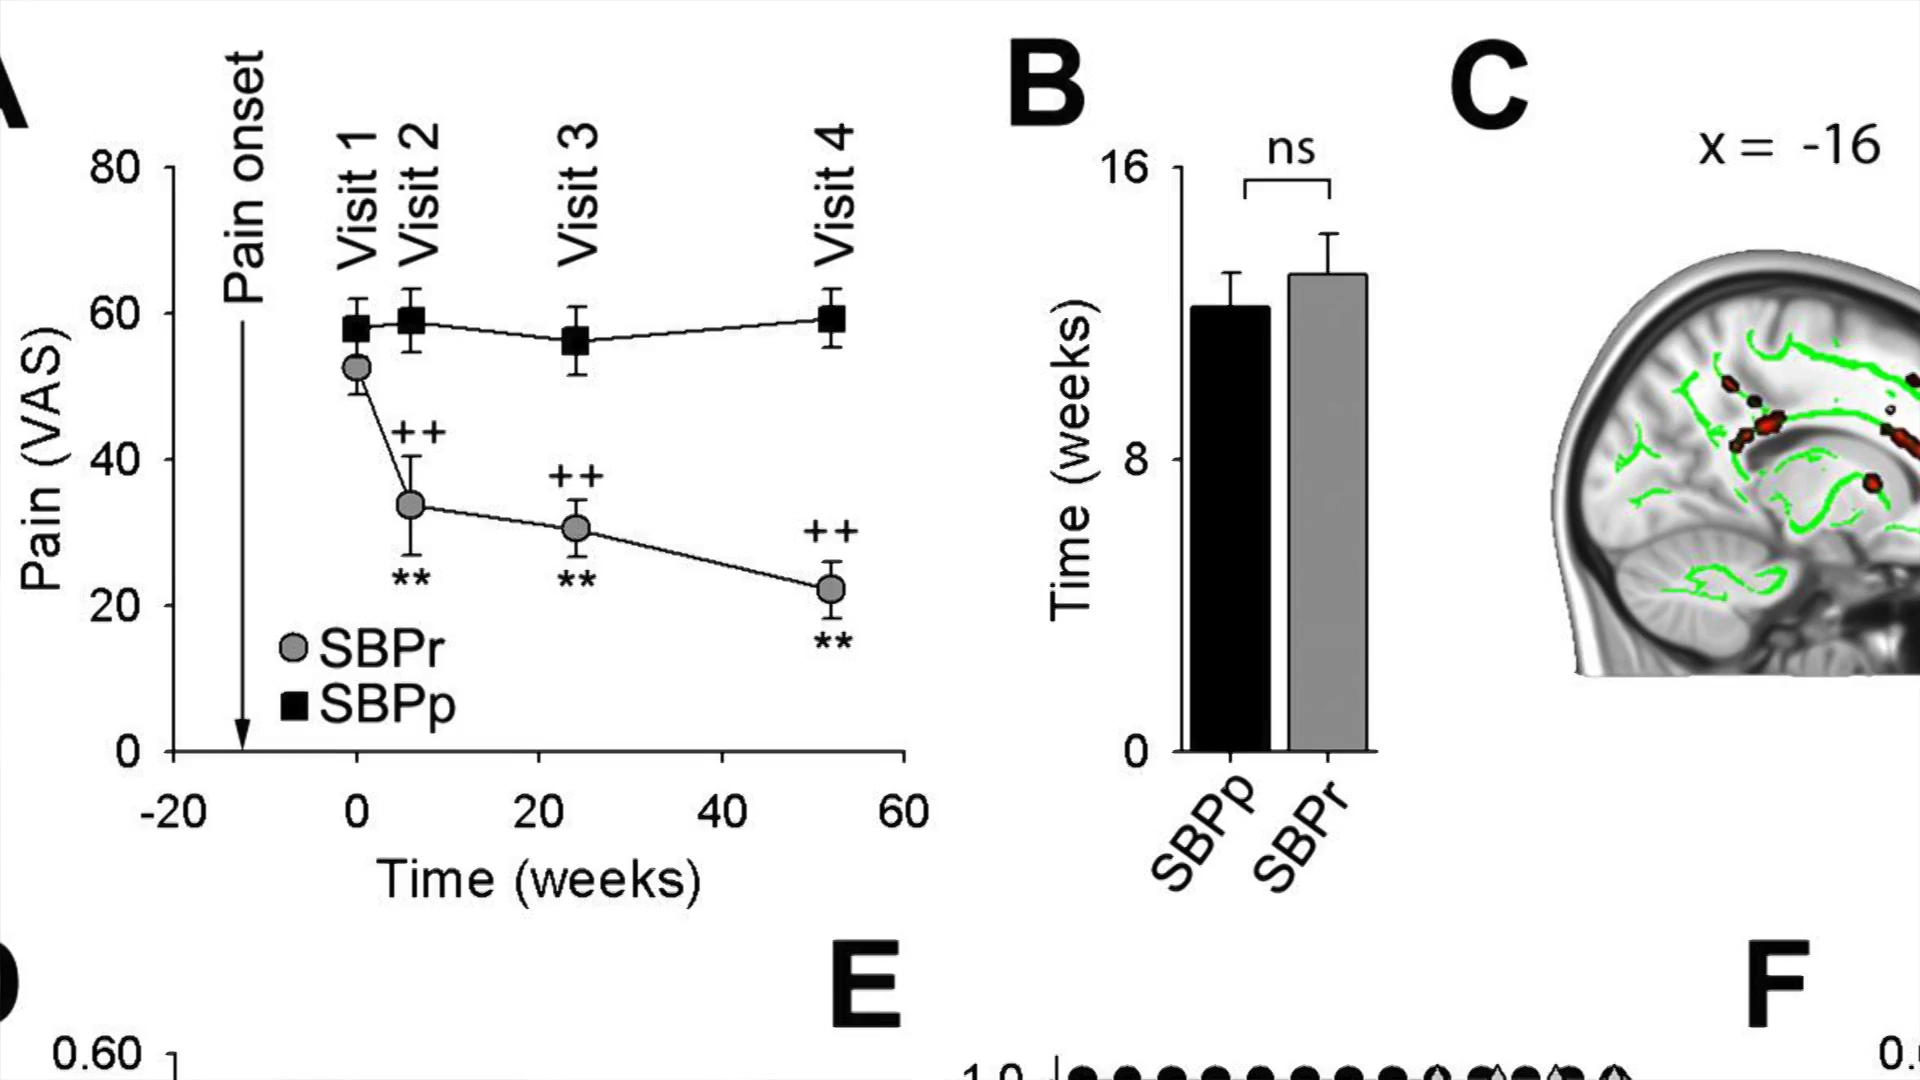 A
B
C
x = -16
Pain onset
Visit 1
Visit 2
Visit 3
Visit 4
80
60
40
20
0
Pain (VAS)
++
++
++
**
**
**
SBPr
SBPp
-20
0
20
40
60
Time (weeks)
ns
16
8
0
Time (weeks)
SBPp
SBPr
E
F
0.60
1.0